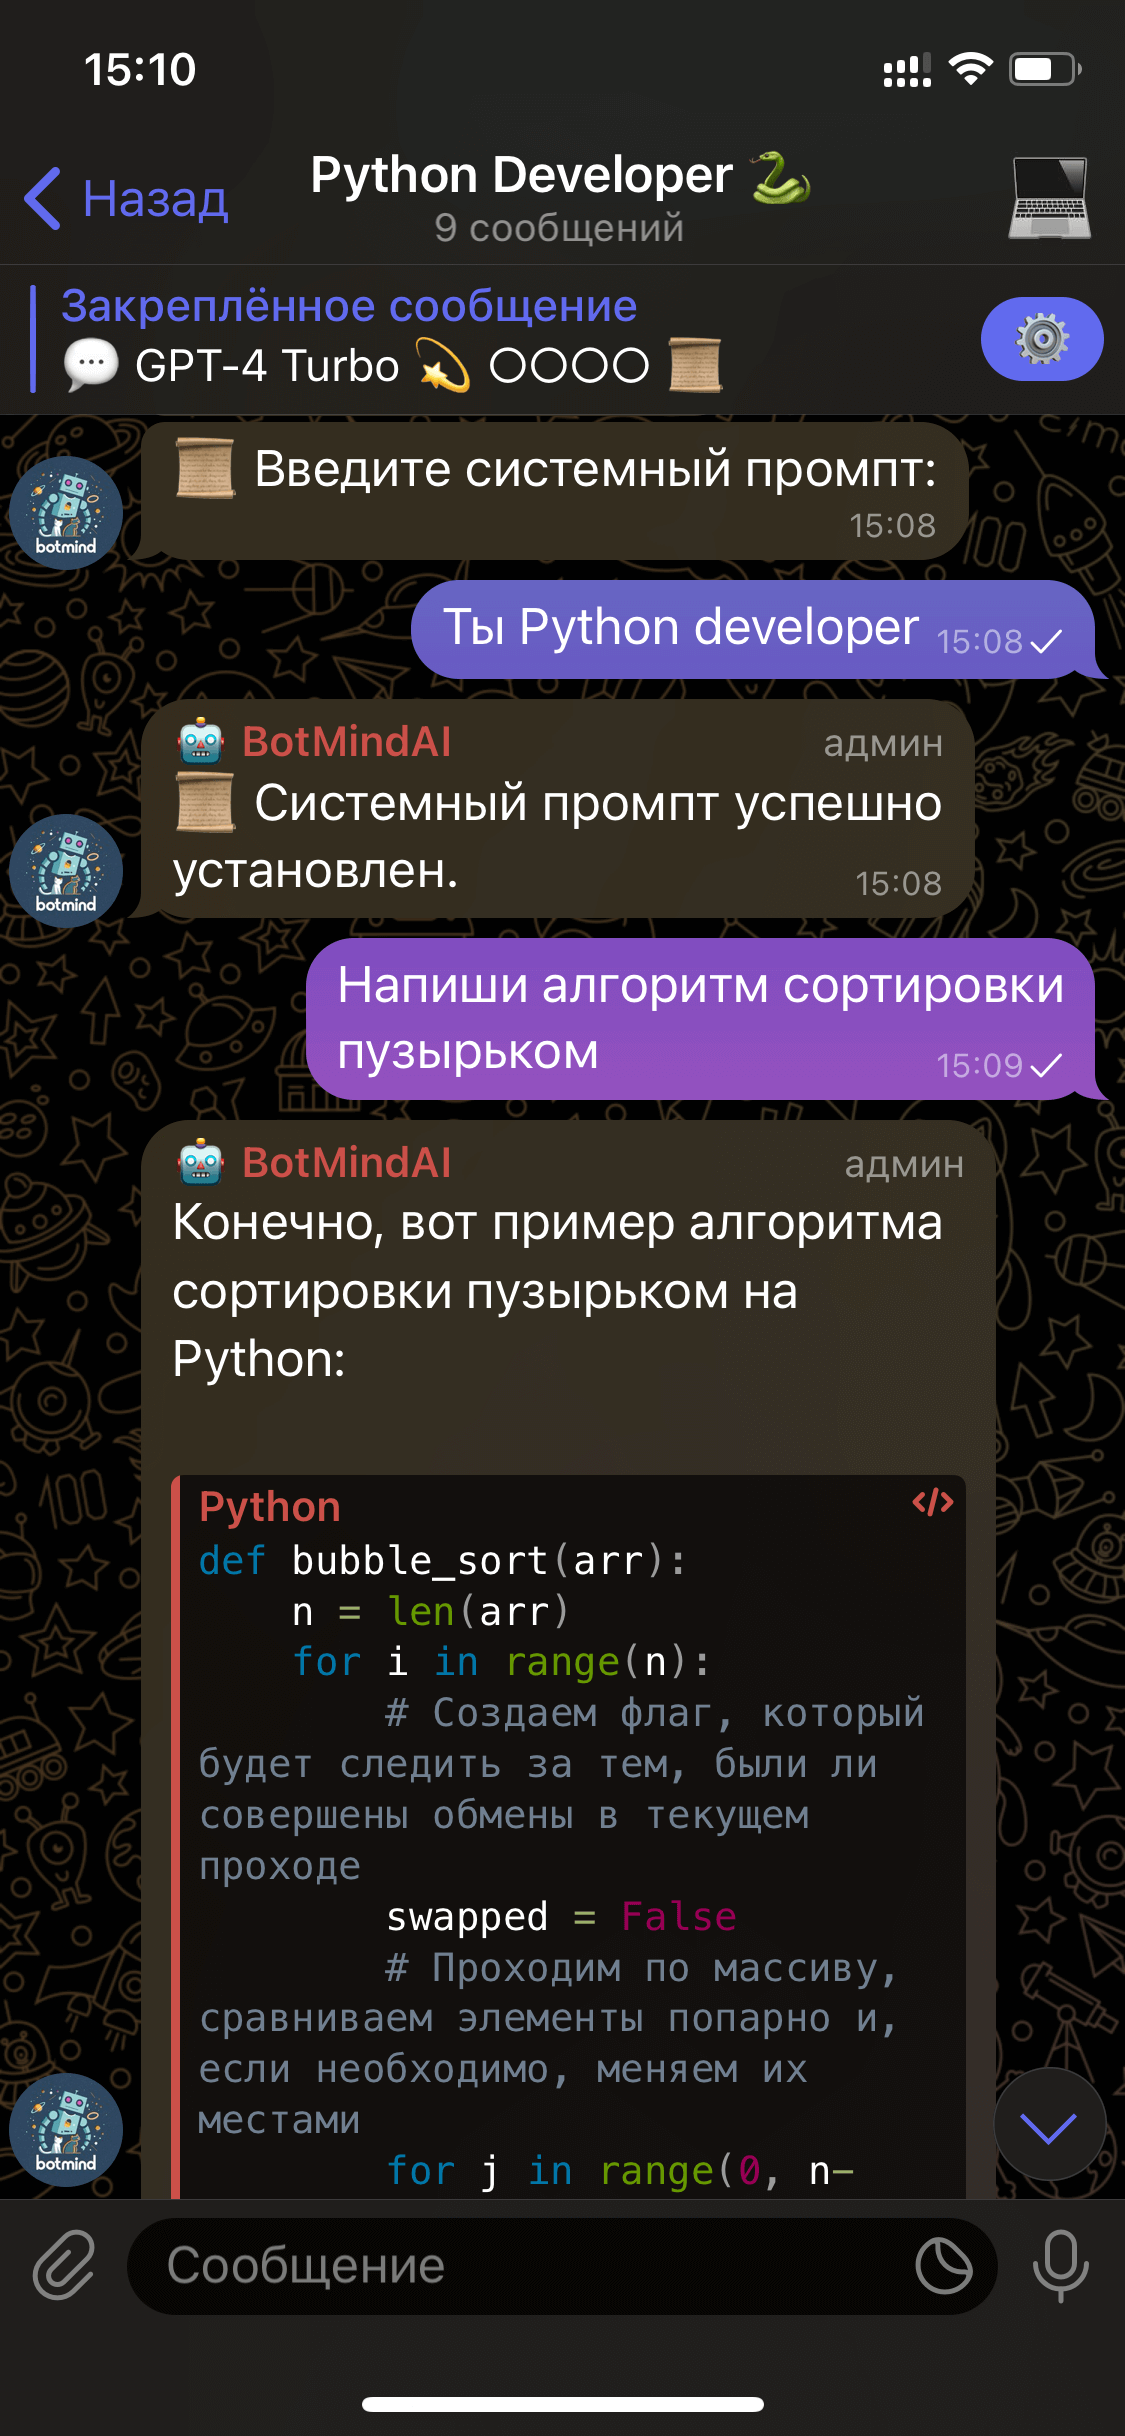 15:10
Назад
Python Developer 🐍
9 сообщений
Закреплённое сообщение
💬 GPT-4 Turbo 💫 ○○○○ 📜
📜 Введите системный промпт:
15:08
botmind
Ты Python developer 15:08
BotMindAI админ
📜 Системный промпт успешно
установлен. 15:08
botmind
Напиши алгоритм сортировки
пузырьком 15:09
BotMindAI админ
Конечно, вот пример алгоритма
сортировки пузырьком на
Python:
Python </>
def bubble_sort(arr):
    n = len(arr)
    for i in range(n):
        # Создаем флаг, который
будет следить за тем, были ли
совершены обмены в текущем
проходе
        swapped = False
        # Проходим по массиву,
сравниваем элементы попарно и,
если необходимо, меняем их
местами
        for j in range(0, n-
botmind
Сообщение